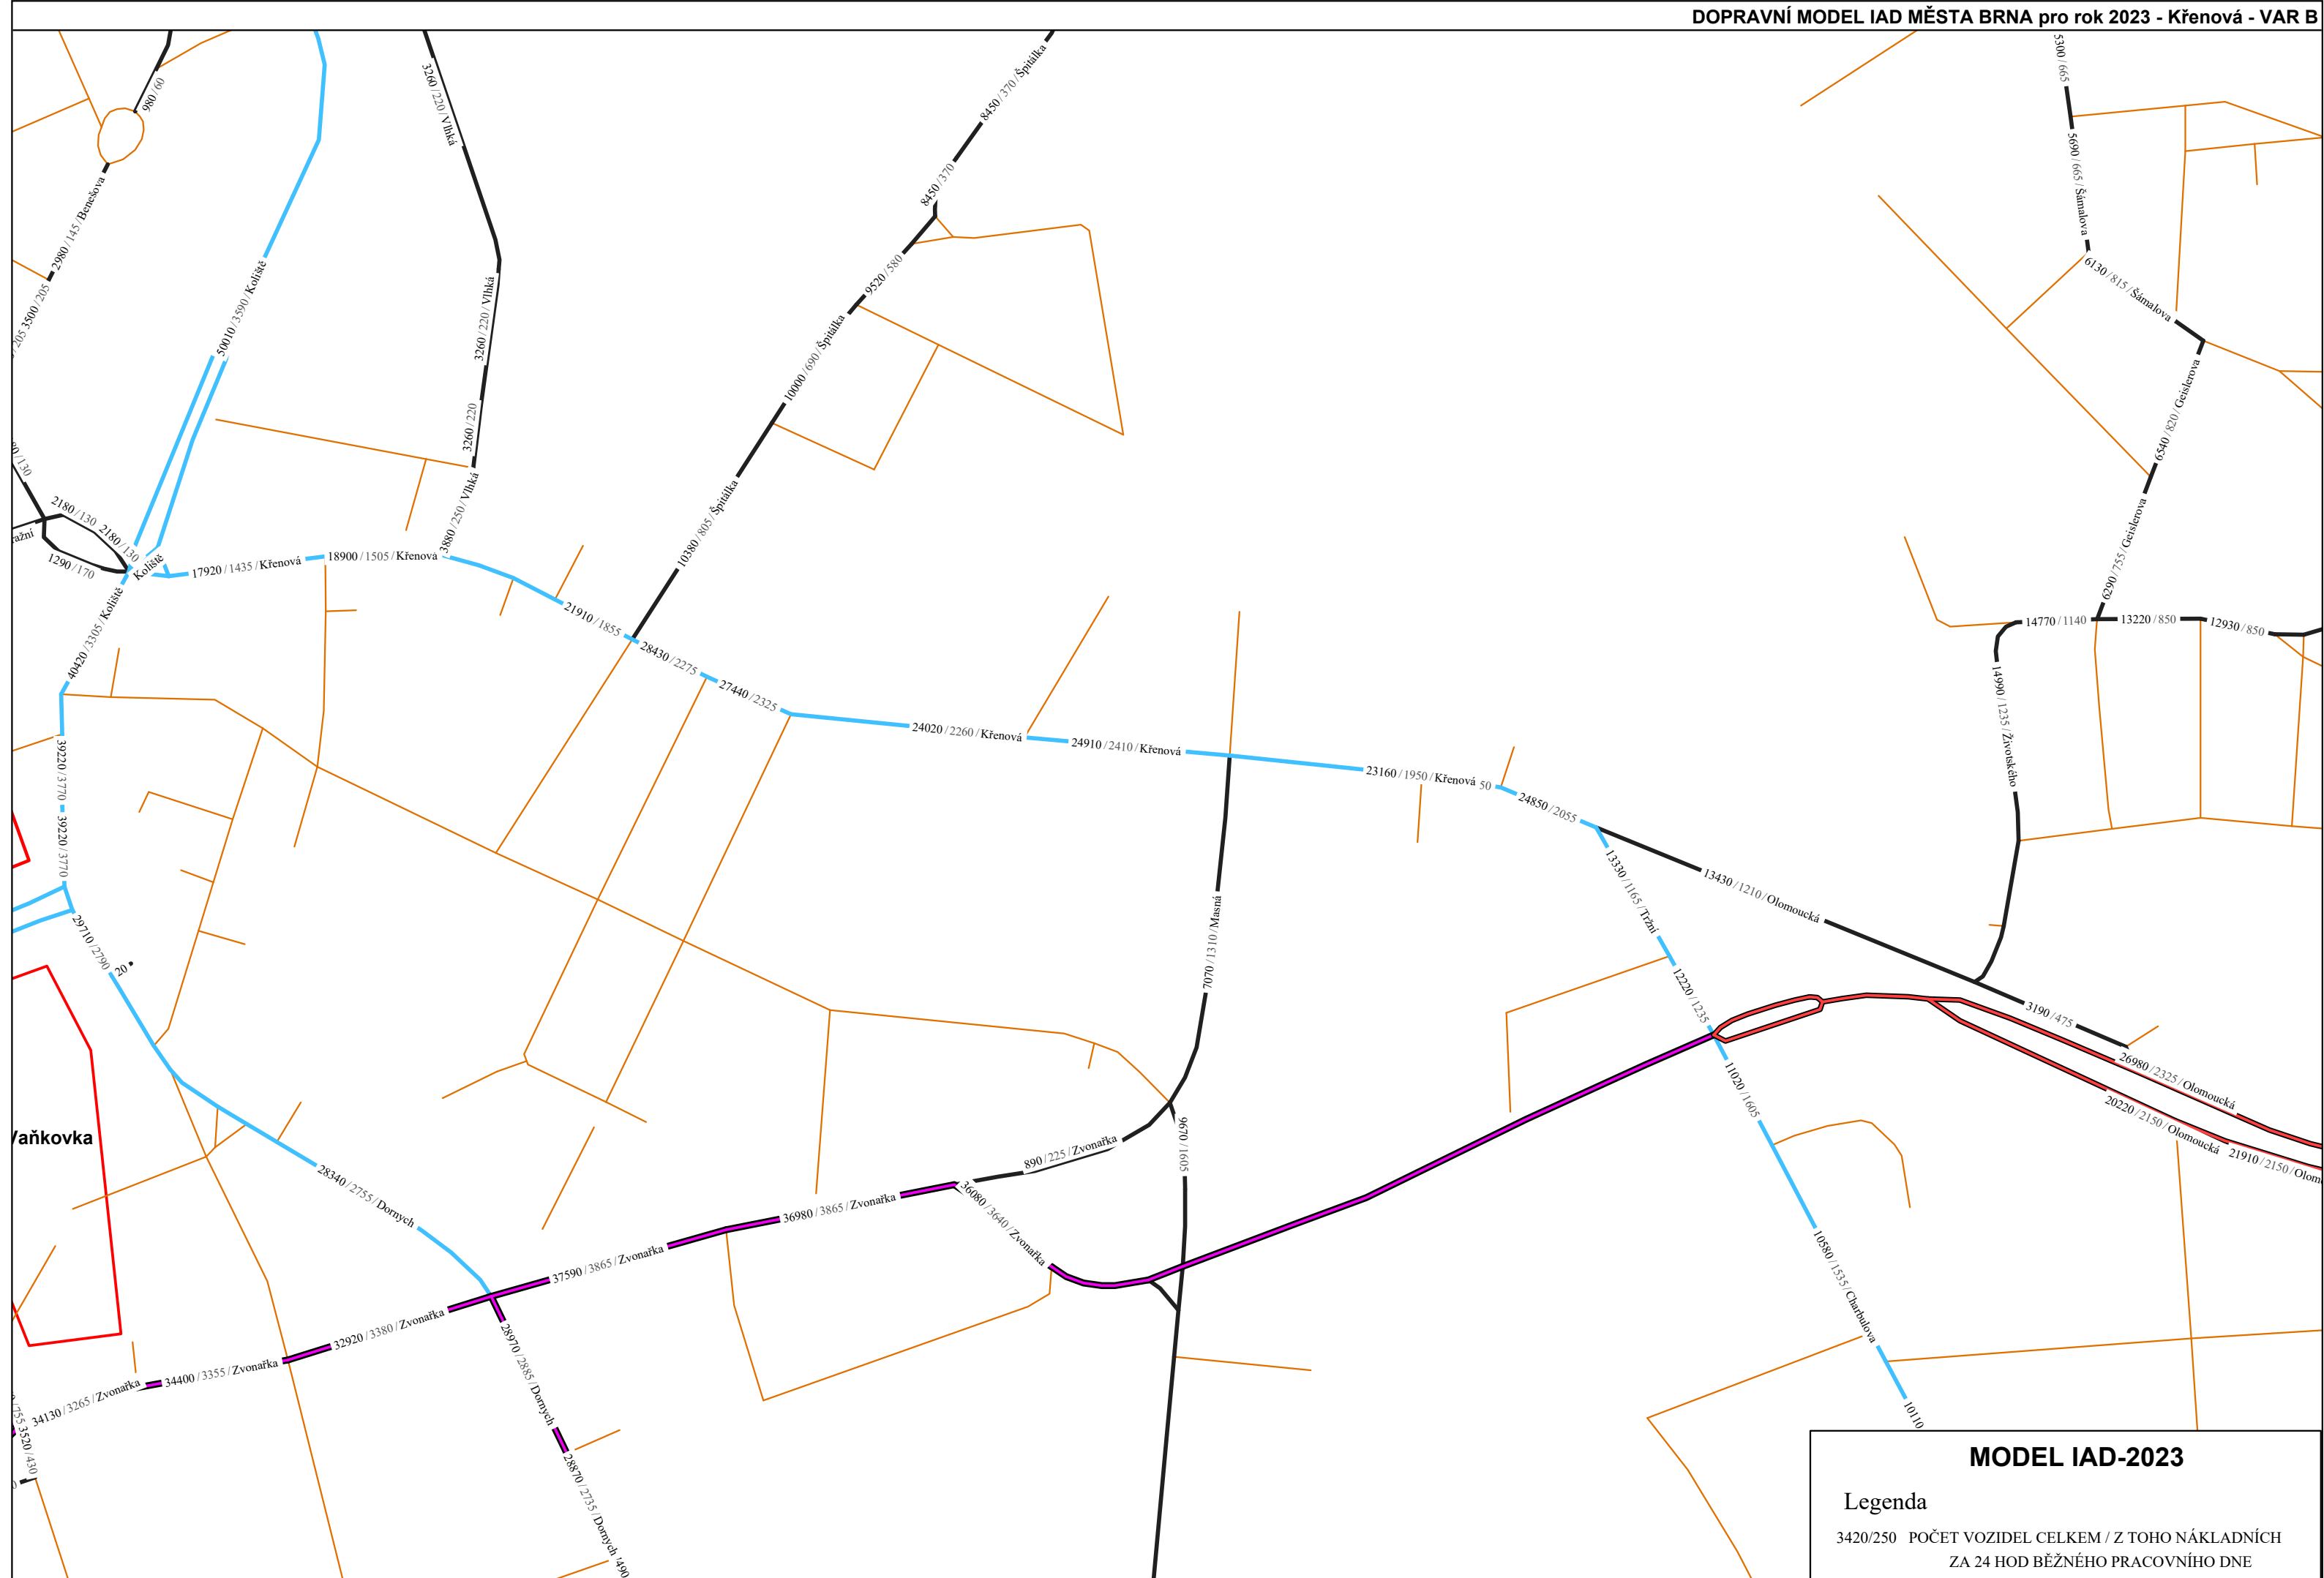 DOPRAVNÍ MODEL IAD MĚSTA BRNA pro rok 2023 - Křenová - VAR B
980/60
3260/220/Vlhká
8450/370/Špitálka
5300/665
2980/145/Benešova
8450/370
5690/665/Šámalova
3500/205
/205
50010/3590/Koliště
3260/220/Vlhká
9520/580
6130/815/Šámalova
10000/690/Špitálka
6540/820/Geislerova
3260/220
/130
2180/130
2180/130
1290/170
ražní
Koliště
17920/1435/Křenová
18900/1505/Křenová
3880/250/Vlhká
10380/805/Špitálka
6290/755/Geislerova
21910/1855
28430/2275
27440/2325
14770/1140
13220/850
12930/850
40420/3305/Koliště
39220/3770
39220/3770
24020/2260/Křenová
24910/2410/Křenová
23160/1950/Křenová
50
24850/2055
14990/1235/Životského
13330/1165/Tržní
13430/1210/Olomoucká
29710/2790
20
7070/1310/Masná
12220/1235
3190/475
26980/2325/Olomoucká
20220/2150/Olomoucká
21910/2150/Olom
11020/1605
Vaňkovka
28340/2755/Dornych
890/225/Zvonařka
9670/1605
36980/3865/Zvonařka
36080/3640/Zvonařka
37590/3865/Zvonařka
32920/3380/Zvonařka
34400/3355/Zvonařka
34130/3265/Zvonařka
/755
3520/430
28970/2885/Dornych
28870/2735/Dornych
10580/1535/Charbulova
10110
MODEL IAD-2023
Legenda
3420/250 POČET VOZIDEL CELKEM / Z TOHO NÁKLADNÍCH
ZA 24 HOD BĚŽNÉHO PRACOVNÍHO DNE